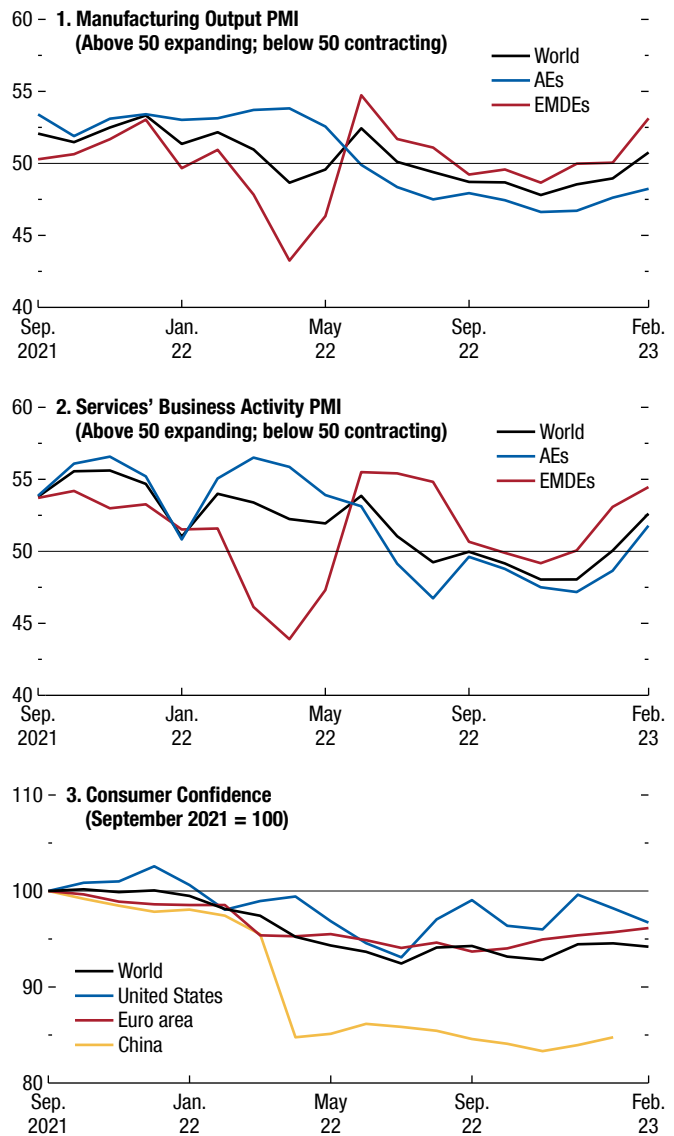 1. Manufacturing Output PMI
(Above 50 expanding; below 50 contracting)
World
AEs
EMDEs
60
55
50
45
40
Sep. Jan. May Sep. Feb.
2021 22 22 22 23
2. Services’ Business Activity PMI
(Above 50 expanding; below 50 contracting)
World
AEs
EMDEs
60
55
50
45
40
Sep. Jan. May Sep. Feb.
2021 22 22 22 23
3. Consumer Confidence
(September 2021 = 100)
110
100
90
80
World
United States
Euro area
China
Sep. Jan. May Sep. Feb.
2021 22 22 22 23